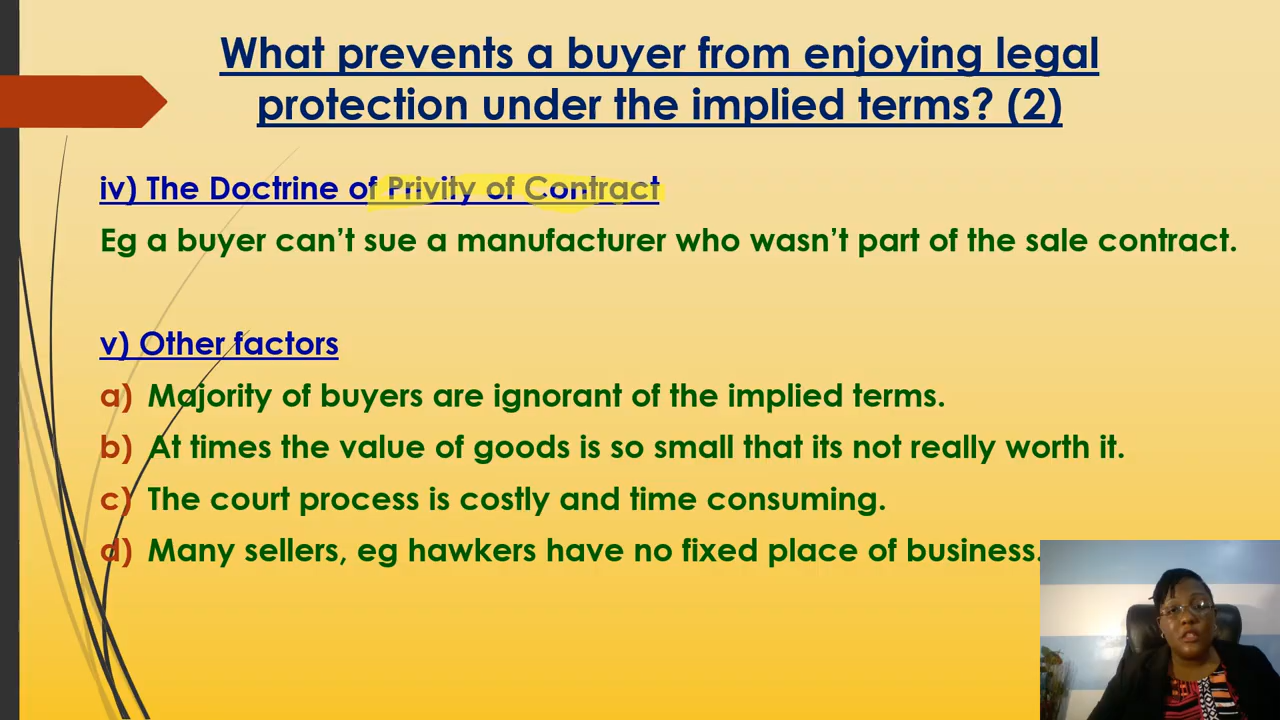 What prevents a buyer from enjoying legal
protection under the implied terms? (2)
iv) The Doctrine of Privity of Contract
Eg a buyer can’t sue a manufacturer who wasn’t part of the sale contract.
v) Other factors
a) Majority of buyers are ignorant of the implied terms.
b) At times the value of goods is so small that its not really worth it.
c) The court process is costly and time consuming.
d) Many sellers, eg hawkers have no fixed place of business.